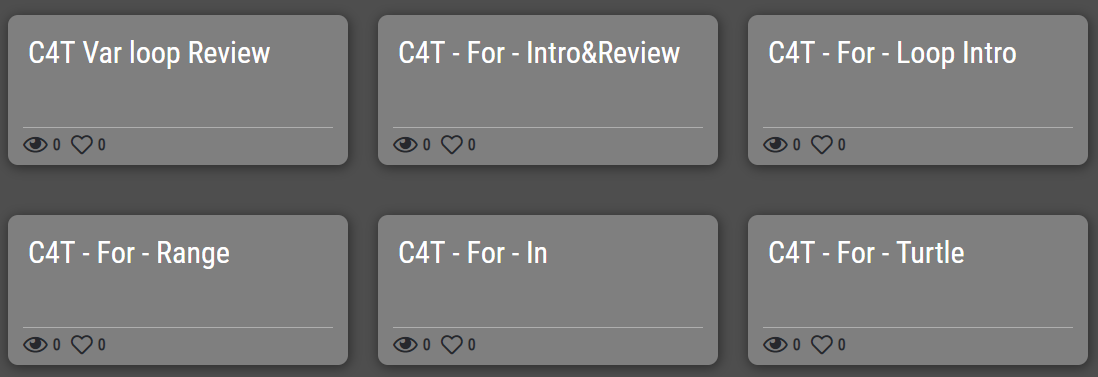 C4T Var loop Review
0 0
C4T - For - Intro&Review
0 0
C4T - For - Loop Intro
0 0
C4T - For - Range
0 0
C4T - For - In
0 0
C4T - For - Turtle
0 0